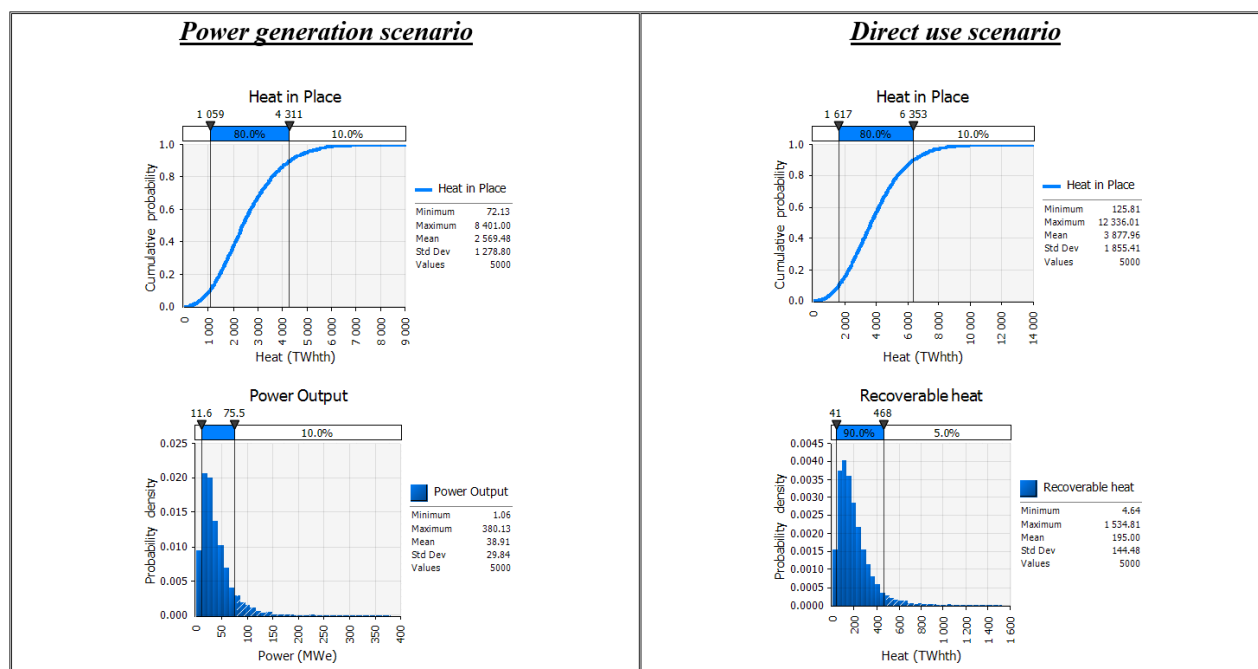 Power generation scenario
Heat in Place
1 059 4 311
80.0% 10.0%
1.0
0.8
0.6
0.4
0.2
0.0
Cumulative probability
0 1 000 2 000 3 000 4 000 5 000 6 000 7 000 8 000 9 000
Heat (TWhth)
Heat in Place
Minimum 72.13
Maximum 8 401.00
Mean 2 569.48
Std Dev 1 278.80
Values 5000
Power Output
11.6 75.5
10.0%
0.025
0.020
0.015
0.010
0.005
0.000
Probability density
0 50 100 150 200 250 300 350 400
Power (MWe)
Power Output
Minimum 1.06
Maximum 380.13
Mean 38.91
Std Dev 29.84
Values 5000
Direct use scenario
Heat in Place
1 617 6 353
80.0% 10.0%
1.0
0.8
0.6
0.4
0.2
0.0
Cumulative probability
0 2 000 4 000 6 000 8 000 10 000 12 000 14 000
Heat (TWhth)
Heat in Place
Minimum 125.81
Maximum 12 336.01
Mean 3 877.96
Std Dev 1 855.41
Values 5000
Recoverable heat
41 468
90.0% 5.0%
0.0045
0.0040
0.0035
0.0030
0.0025
0.0020
0.0015
0.0010
0.0005
0.0000
Probability density
0 200 400 600 800 1 000 1 200 1 400 1 600
Heat (TWhth)
Recoverable heat
Minimum 4.64
Maximum 1 534.81
Mean 195.00
Std Dev 144.48
Values 5000